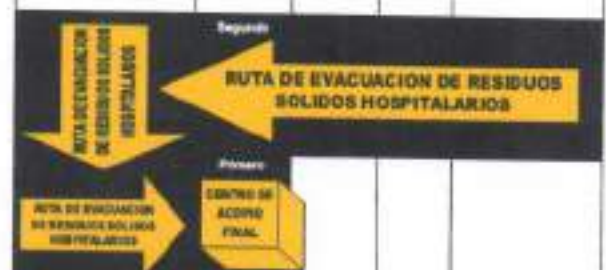 Segundo
RUTA DE EVACUACION
DE RESIDUOS SOLIDOS
HOSPITALARIOS
RUTA DE EVACUACION DE RESIDUOS
SOLIDOS HOSPITALARIOS
Primero
RUTA DE EVACUACION
DE RESIDUOS SOLIDOS
HOSPITALARIOS
CENTRO DE
ACOPIO
FINAL